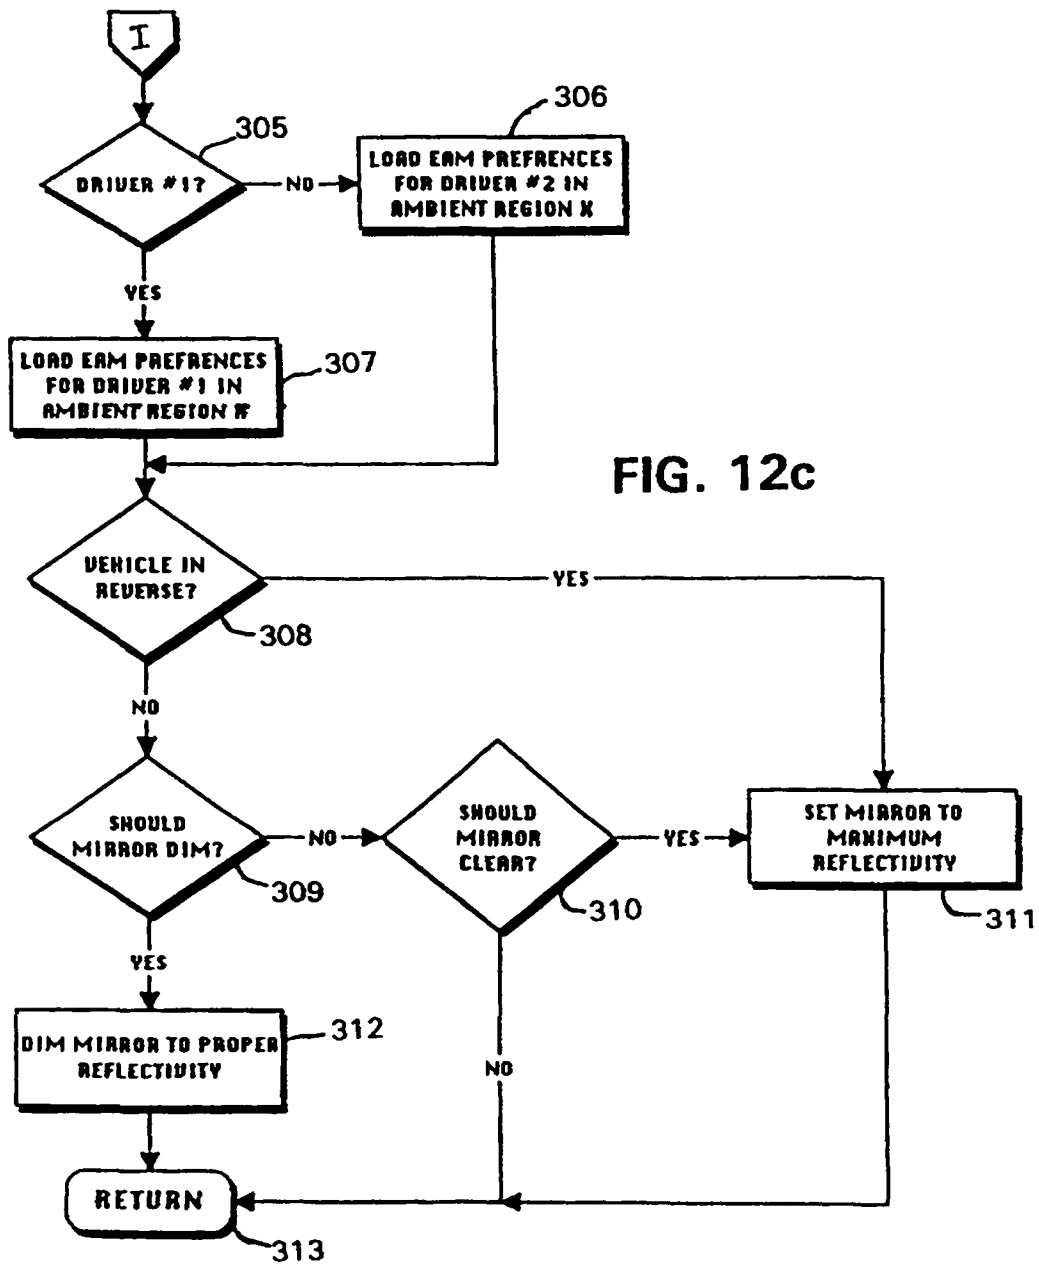 I
305
DRIVER #1?
NO
306
LOAD EAM PREFRENCES
FOR DRIVER #2 IN
AMBIENT REGION X
YES
LOAD EAM PREFRENCES
FOR DRIVER #1 IN
AMBIENT REGION
307
FIG. 12c
VEHICLE IN
REVERSE?
308
YES
NO
SHOULD
MIRROR DIM?
309
NO
SHOULD
MIRROR
CLEAR?
310
YES
SET MIRROR TO
MAXIMUM
REFLECTIVITY
311
YES
DIM MIRROR TO PROPER
REFLECTIVITY
312
NO
RETURN
313